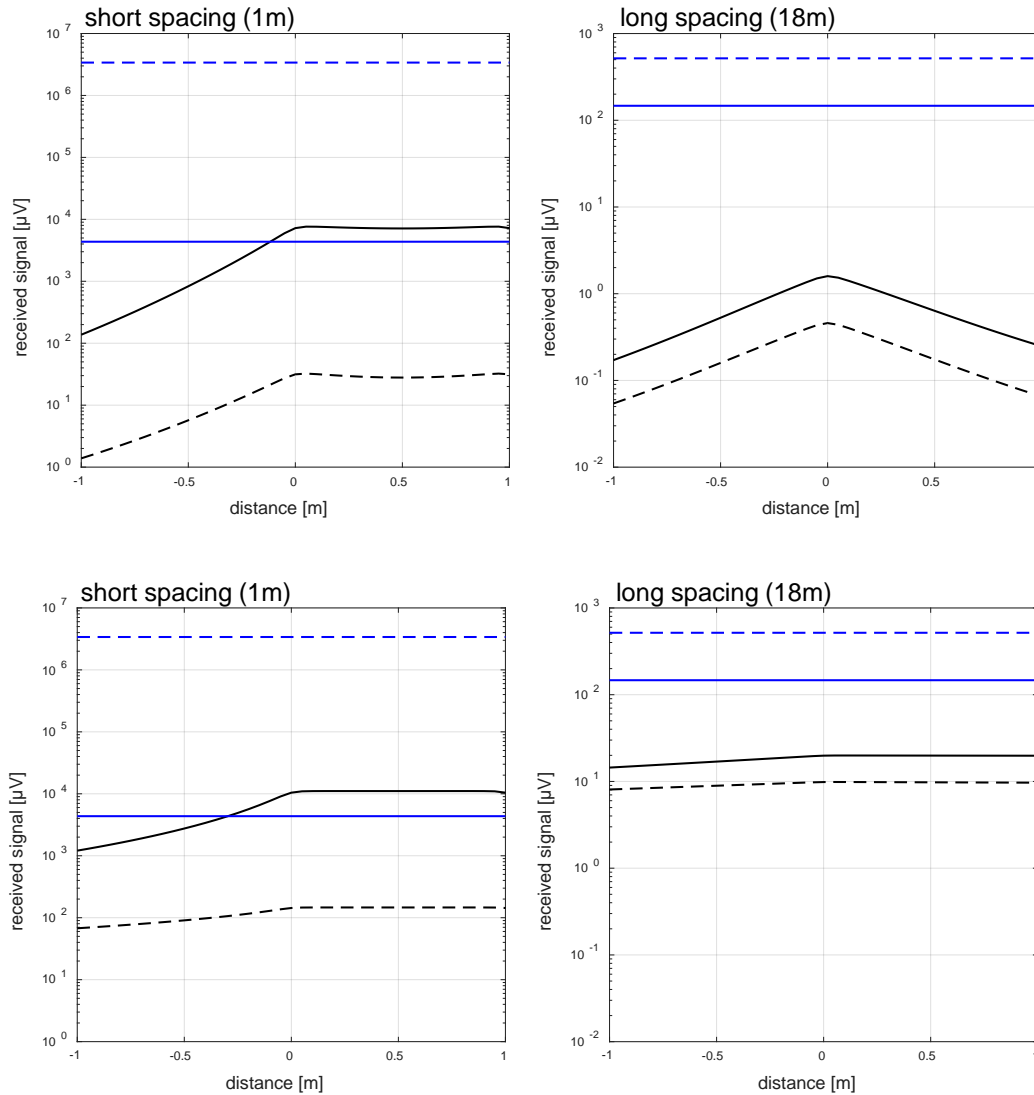 short spacing (1m)
10 7
10 6
10 5
10 4
10 3
10 2
10 1
10 0
received signal [µV]
-1 -0.5 0 0.5 1
distance [m]
long spacing (18m)
10 3
10 2
10 1
10 0
10 -1
10 -2
received signal [µV]
-1 -0.5 0 0.5
distance [m]
short spacing (1m)
10 7
10 6
10 5
10 4
10 3
10 2
10 1
10 0
received signal [µV]
-1 -0.5 0 0.5 1
distance [m]
long spacing (18m)
10 3
10 2
10 1
10 0
10 -1
10 -2
received signal [µV]
-1 -0.5 0 0.5 1
distance [m]